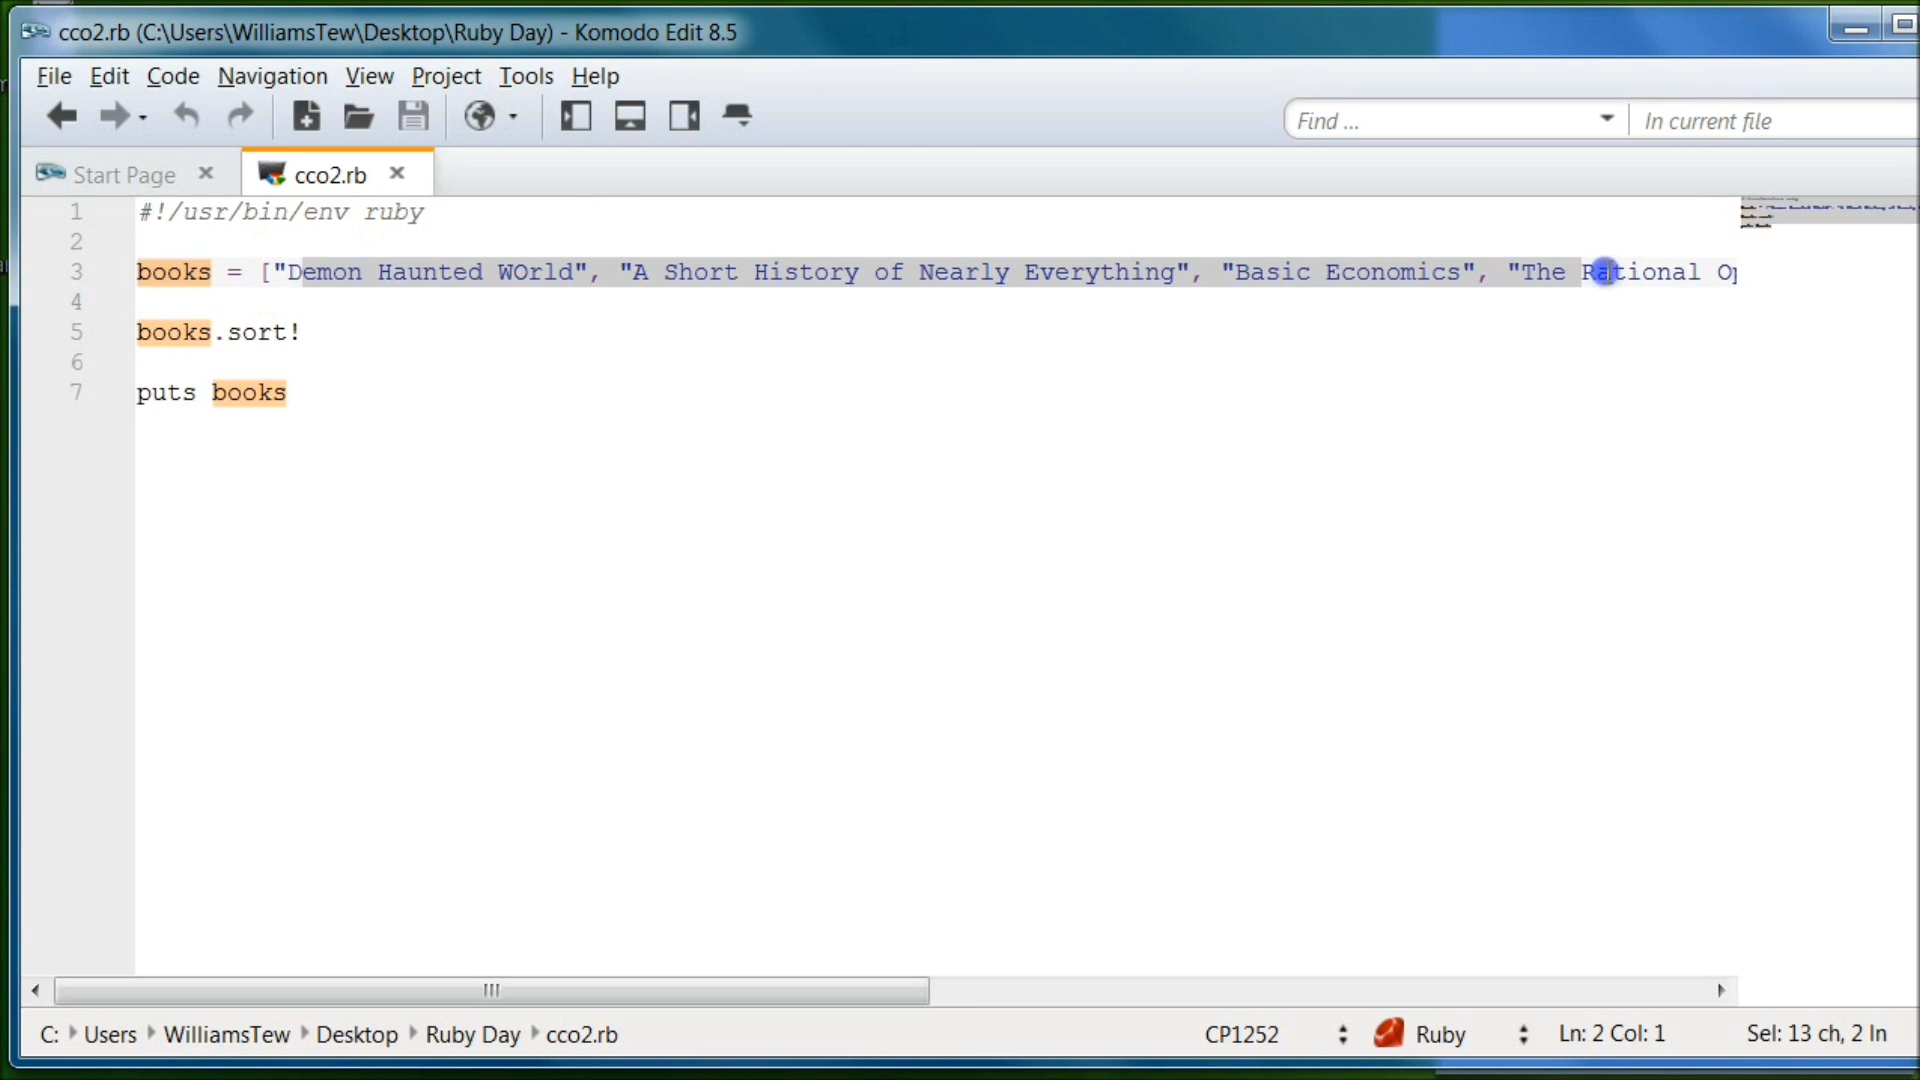 cco2.rb (C:\Users\WilliamsTew\Desktop\Ruby Day) - Komodo Edit 8.5
File Edit Code Navigation View Project Tools Help
Find ... In current file
Start Page cco2.rb
1 #!/usr/bin/env ruby
2
3 books = ["Demon Haunted WOrld", "A Short History of Nearly Everything", "Basic Economics", "The Rational Op
4
5 books.sort!
6
7 puts books
C: Users WilliamsTew Desktop Ruby Day cco2.rb CP1252 Ruby Ln: 2 Col: 1 Sel: 13 ch, 2 ln